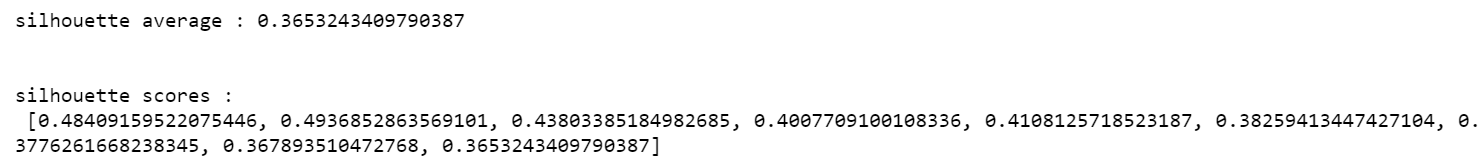 silhouette average : 0.3653243409790387
silhouette scores :
[0.48409159522075446, 0.4936852863569101, 0.43803385184982685, 0.4007709100108336, 0.4108125718523187, 0.38259413447427104, 0.
3776261668238345, 0.367893510472768, 0.3653243409790387]